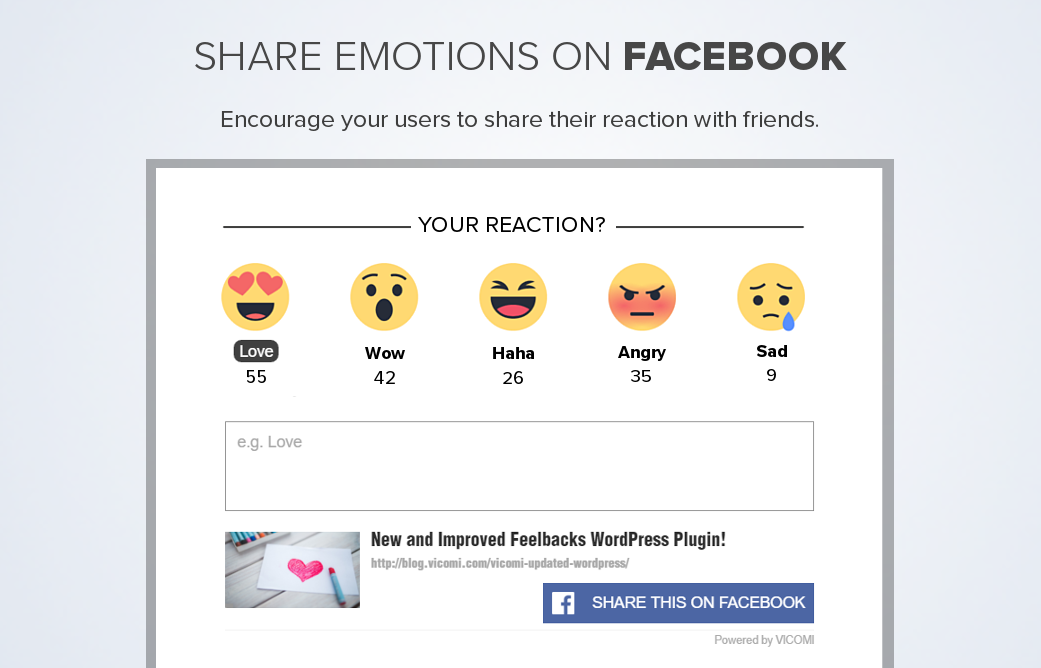 SHARE EMOTIONS ON FACEBOOK
Encourage your users to share their reaction with friends.
YOUR REACTION?
Love Wow Haha Angry Sad
55 42 26 35 9
e.g. Love
New and Improved Feelbacks WordPress Plugin!
http://blog.vicomi.com/vicomi-updated-wordpress/
SHARE THIS ON FACEBOOK
Powered by VICOMI